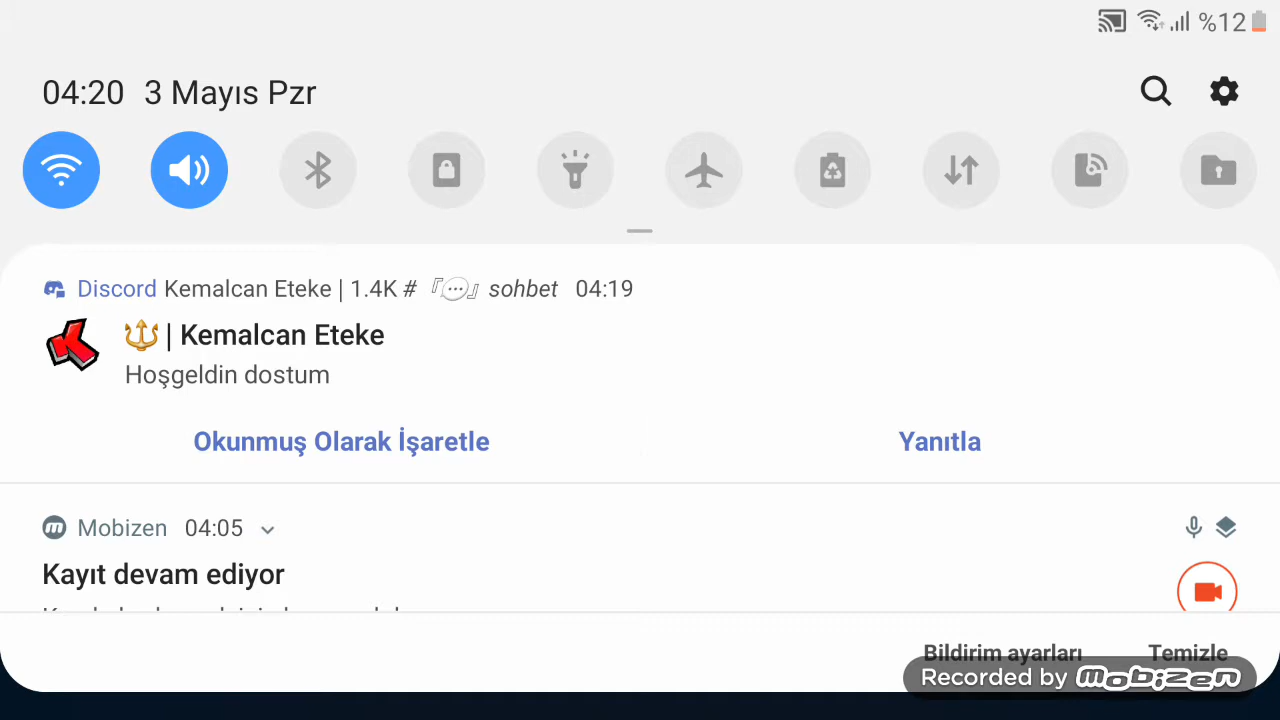 %12
04:20 3 Mayıs Pzr
Discord Kemalcan Eteke | 1.4K # 『💬』 sohbet 04:19
🔱 | Kemalcan Eteke
Hoşgeldin dostum
Okunmuş Olarak İşaretle Yanıtla
Mobizen 04:05
Kayıt devam ediyor
Bildirim ayarları Temizle
Recorded by mobizen